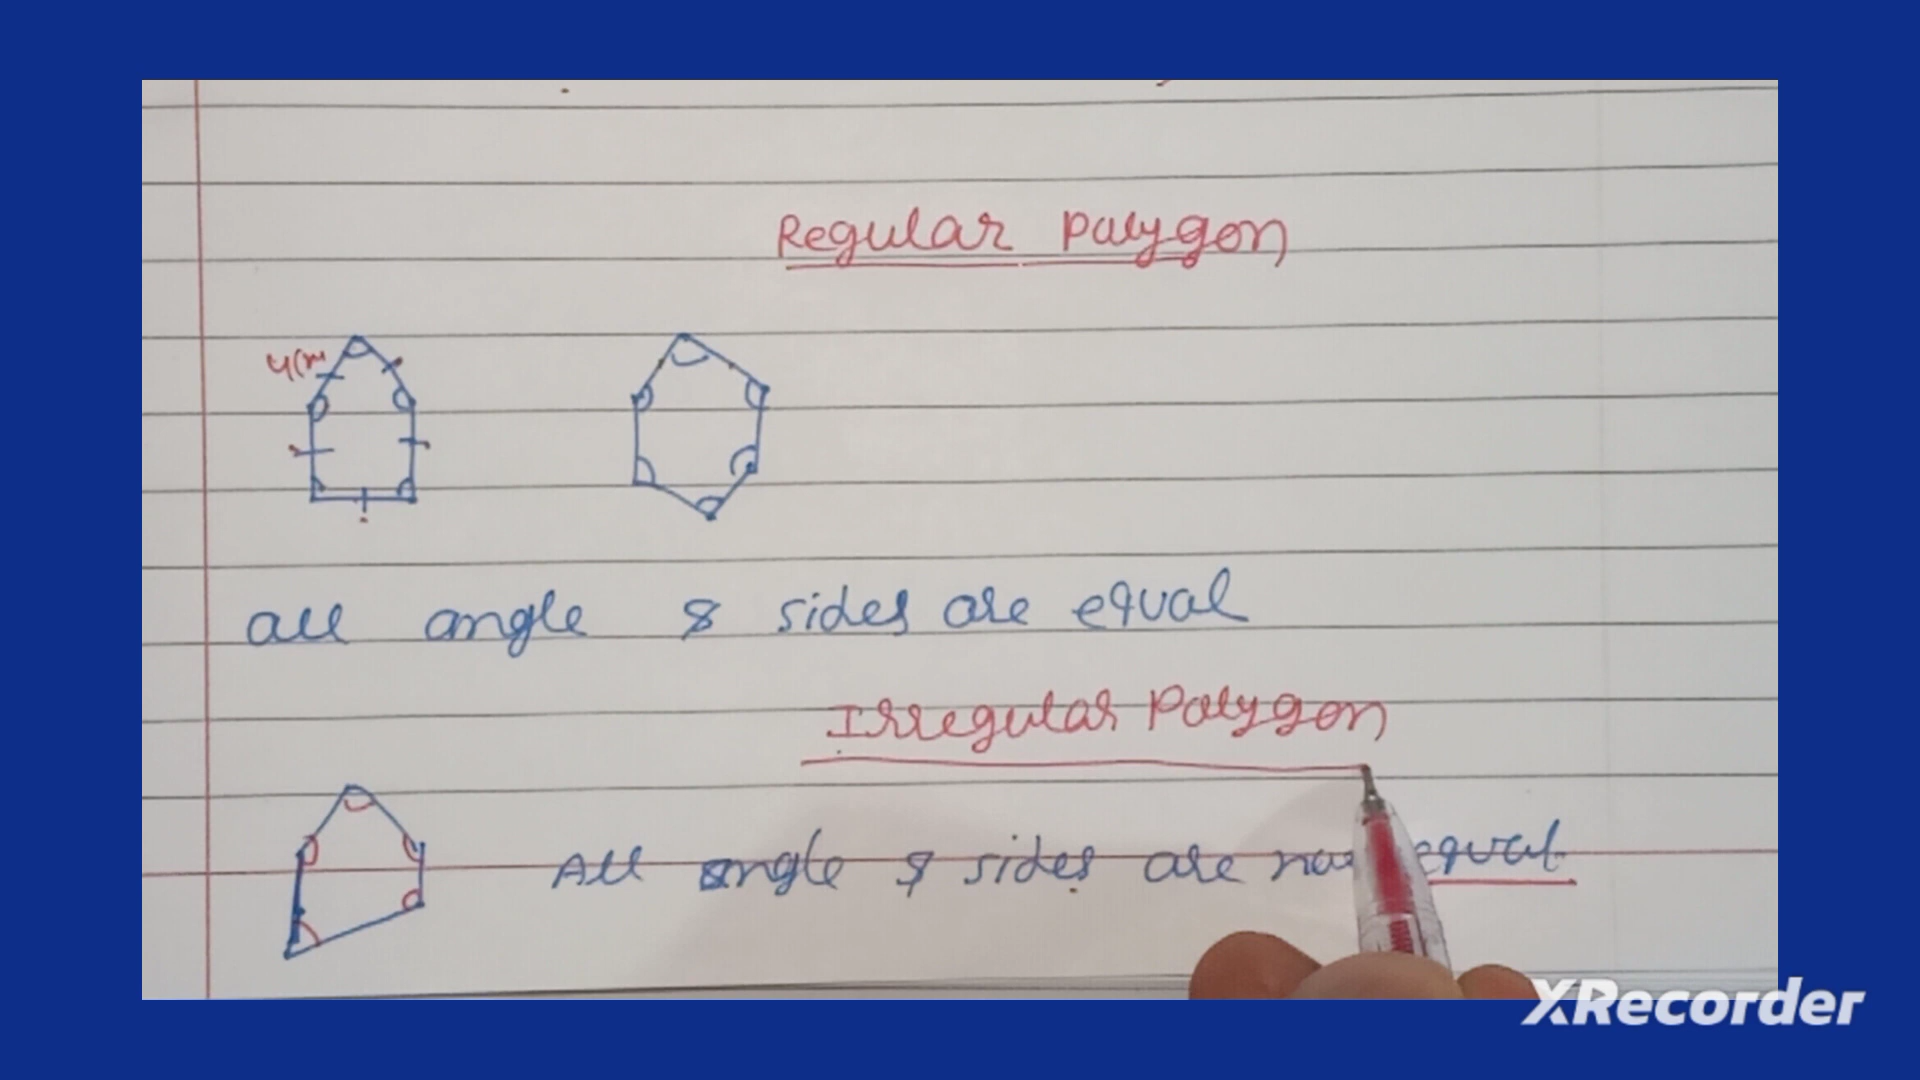 Regular Polygon
4cm
all angle & sides are equal
Irregular Polygon
All angle & sides are not equal
XRecorder